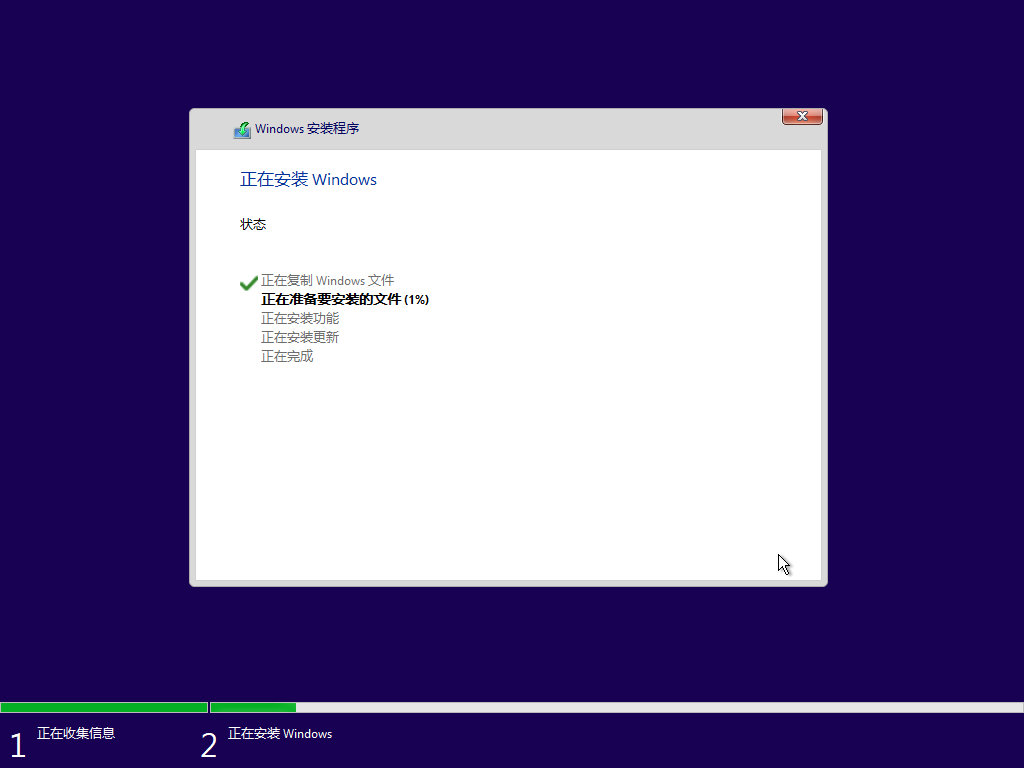 Windows 安装程序
正在安装 Windows
状态
正在复制 Windows 文件
正在准备要安装的文件 (1%)
正在安装功能
正在安装更新
正在完成
1 正在收集信息
2 正在安装 Windows